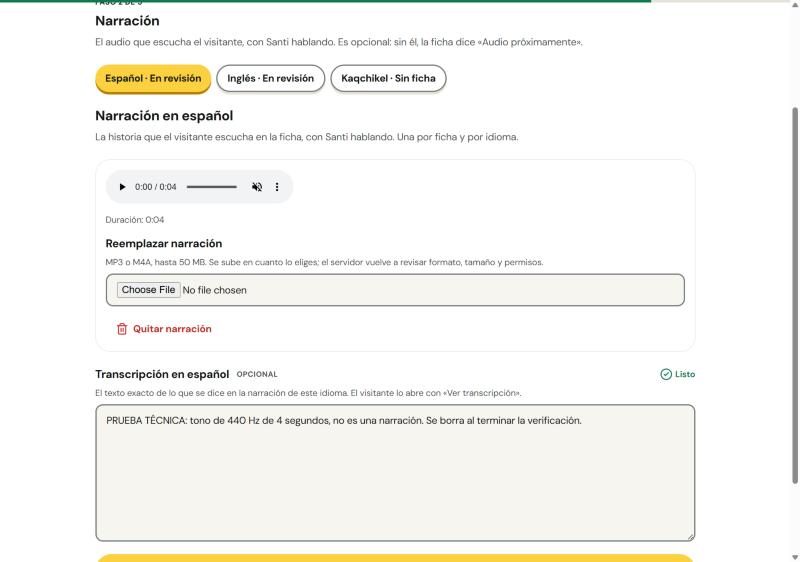 PASO 2 DE 3
Narración
El audio que escucha el visitante, con Santi hablando. Es opcional: sin él, la ficha dice «Audio próximamente».
Español · En revisión
Inglés · En revisión
Kaqchikel · Sin ficha
Narración en español
La historia que el visitante escucha en la ficha, con Santi hablando. Una por ficha y por idioma.
0:00 / 0:04
Duración: 0:04
Reemplazar narración
MP3 o M4A, hasta 50 MB. Se sube en cuanto lo eliges; el servidor vuelve a revisar formato, tamaño y permisos.
Choose File No file chosen
Quitar narración
Transcripción en español OPCIONAL
Listo
El texto exacto de lo que se dice en la narración de este idioma. El visitante lo abre con «Ver transcripción».
PRUEBA TÉCNICA: tono de 440 Hz de 4 segundos, no es una narración. Se borra al terminar la verificación.